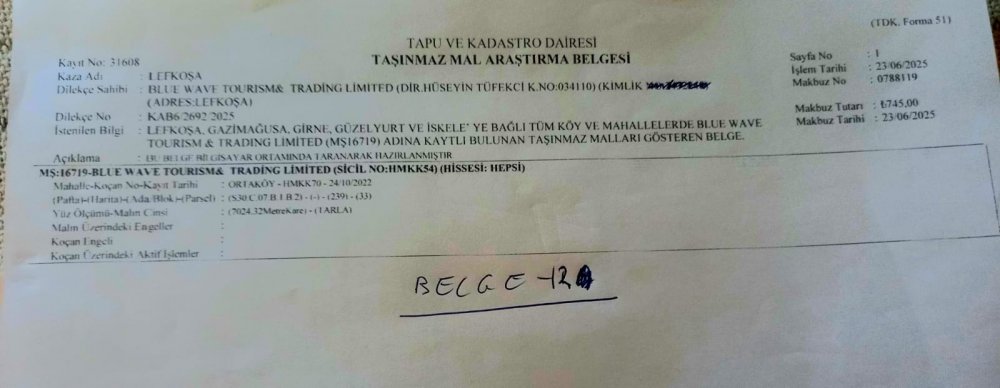 (TDK. Forma 51)
TAPU VE KADASTRO DAİRESİ
TAŞINMAZ MAL ARAŞTIRMA BELGESİ
Kayıt No: 31608
Sayfa No : 1
Kaza Adı : LEFKOŞA
İşlem Tarihi : 23/06/2025
Dilekçe Sahibi : BLUE WAVE TOURISM& TRADING LIMITED (DİR.HÜSEYİN TÜFEKCİ K.NO:034110) (KİMLİK
Makbuz No : 0788119
(ADRES:LEFKOŞA)
Dilekçe No : KAB6 2692 2025
Makbuz Tutarı : ₺745,00
İstenilen Bilgi : LEFKOŞA, GAZİMAĞUSA, GİRNE, GÜZELYURT VE İSKELE' YE BAĞLI TÜM KÖY VE MAHALLELERDE BLUE WAVE
Makbuz Tarihi : 23/06/2025
TOURISM & TRADING LIMITED (MŞ16719) ADINA KAYTLI BULUNAN TAŞINMAZ MALLARI GÖSTEREN BELGE.
Açıklama : BU BELGE BİLGİSAYAR ORTAMINDA TARANARAK HAZIRLANMIŞTIR
MŞ:16719-BLUE WAVE TOURISM& TRADING LIMITED (SİCİL NO:HMKK54) (HİSSESİ: HEPSİ)
Mahalle-Koçan No-Kayıt Tarihi : ORTAKÖY - HMKK70 - 24/10/2022
(Pafta)-(Harita)-(Ada/Blok)-(Parsel) : (S30.C.07.B.1.B.2) - (-) - (239) - (33)
Yüz Ölçümü-Malın Cinsi : (7024.32MetreKare) - (TARLA)
Malın Üzerindeki Engeller :
Koçan Engeli :
Koçan Üzerindeki Aktif İşlemler :
BELGE-12